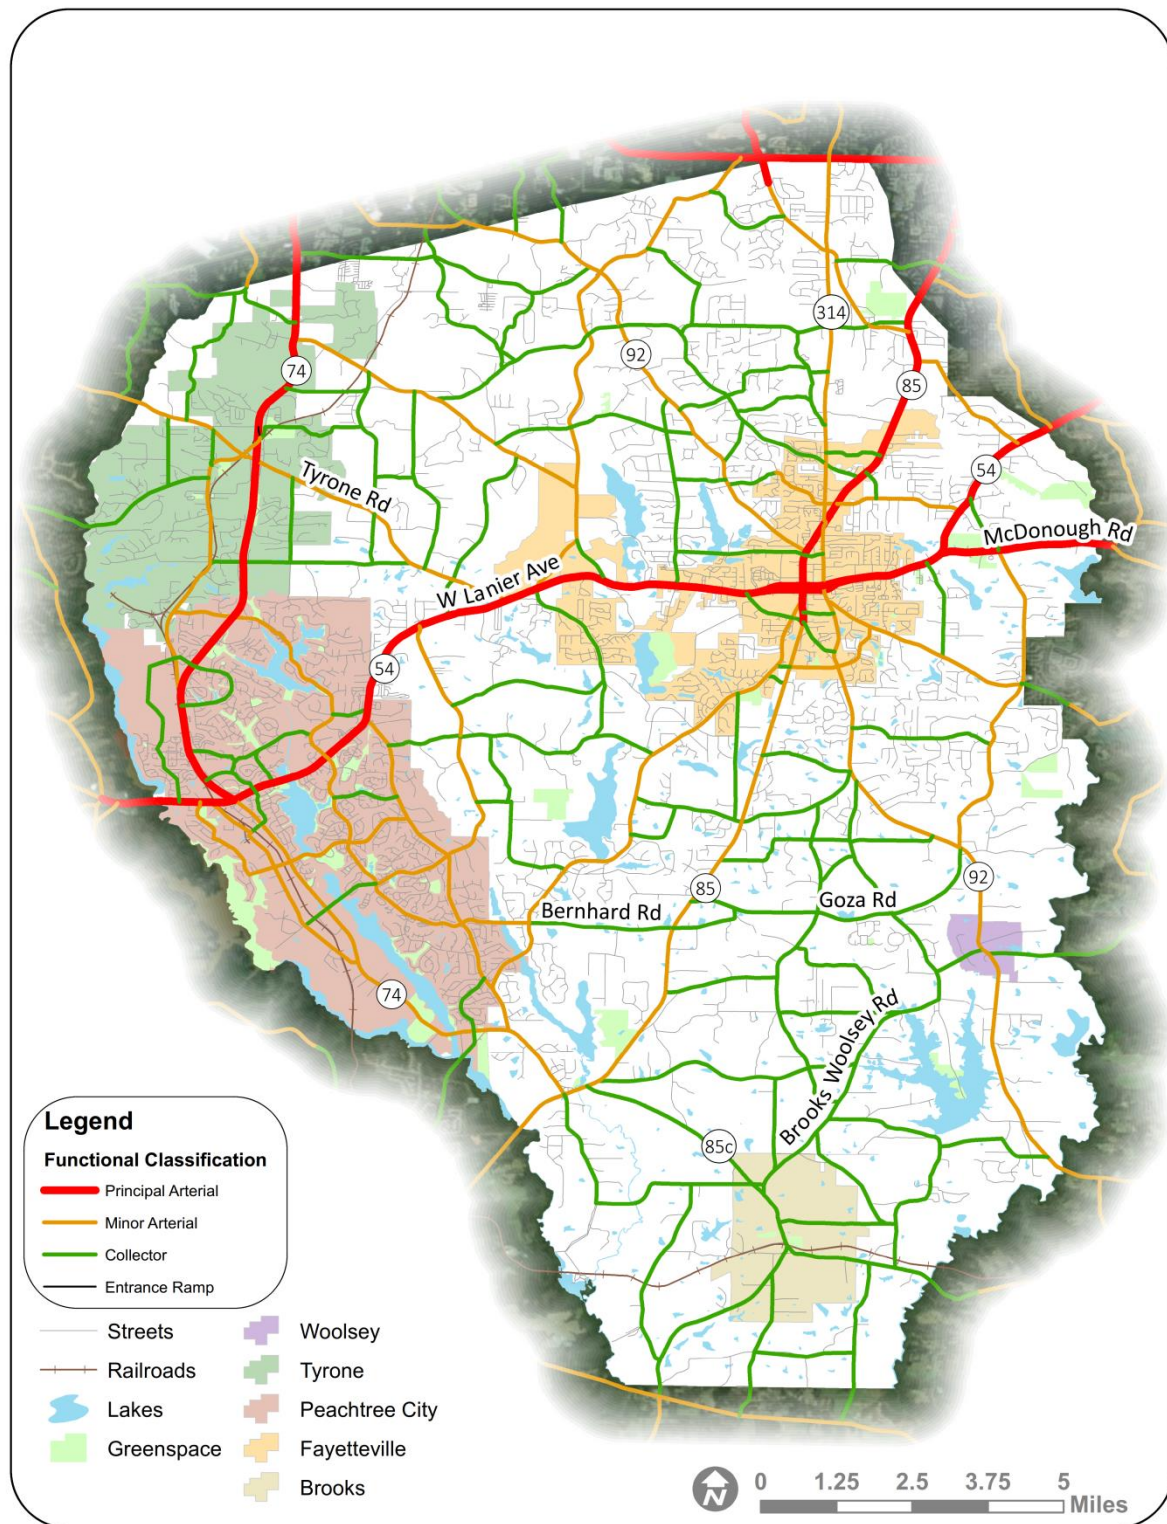 314
92
74
85
54
Tyrone Rd
McDonough Rd
W Lanier Ave
54
85
92
Goza Rd
Bernhard Rd
74
Brooks Woolsey Rd
85c
Legend
Functional Classification
Principal Arterial
Minor Arterial
Collector
Entrance Ramp
Streets
Railroads
Lakes
Greenspace
Woolsey
Tyrone
Peachtree City
Fayetteville
Brooks
N
0 1.25 2.5 3.75 5
Miles